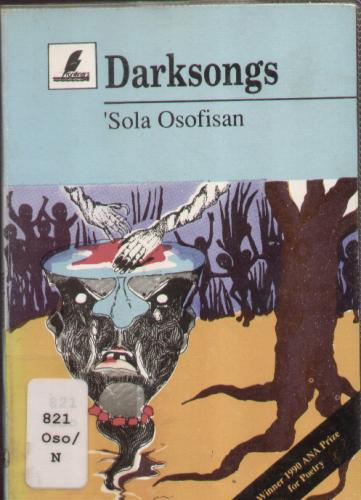 Darksongs
'Sola Osofisan
821
Oso/
N
Winner 1990 ANA Prize
for Poetry